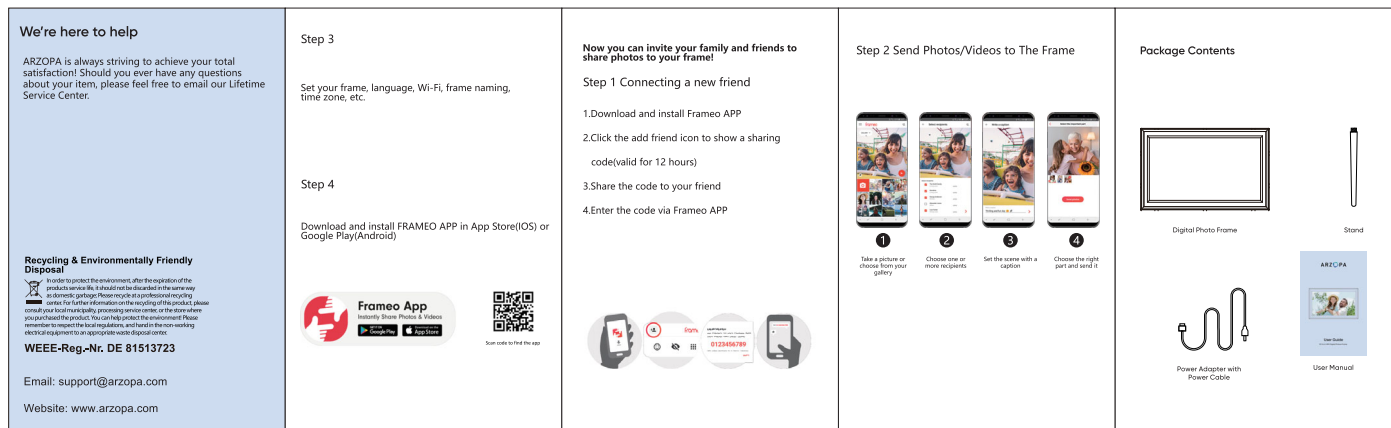 We're here to help
ARZOPA is always striving to achieve your total
satisfaction! Should you ever have any questions
about your item, please feel free to email our Lifetime
Service Center.
Recycling & Environmentally Friendly
Disposal
In order to protect the environment, after the expiration of the
products service life, it should not be discarded in the same way
as domestic garbage; Please recycle at a professional recycling
center. For further information on the recycling of this product, please
consult your local municipality, processing service center, or the store where
you purchased the product. You can help protect the environment! Please
remember to respect the local regulations, and hand in the non-working
electrical equipment to an appropriate waste disposal center.
WEEE-Reg.-Nr. DE 81513723
Email: support@arzopa.com
Website: www.arzopa.com
Step 3
Set your frame, language, Wi-Fi, frame naming,
time zone, etc.
Step 4
Download and install FRAMEO APP in App Store(IOS) or
Google Play(Android)
Frameo App
Instantly Share Photos & Videos
GET IT ON
Google Play
Download on the
App Store
Scan code to find the app
Now you can invite your family and friends to
share photos to your frame!
Step 1 Connecting a new friend
1.Download and install Frameo APP
2.Click the add friend icon to show a sharing
code(valid for 12 hours)
3.Share the code to your friend
4.Enter the code via Frameo APP
0123456789
Step 2 Send Photos/Videos to The Frame
1
Take a picture or
choose from your
gallery
2
Choose one or
more recipients
3
Set the scene with a
caption
4
Choose the right
part and send it
Package Contents
Digital Photo Frame
Stand
Power Adapter with
Power Cable
ARZOPA
User Guide
User Manual